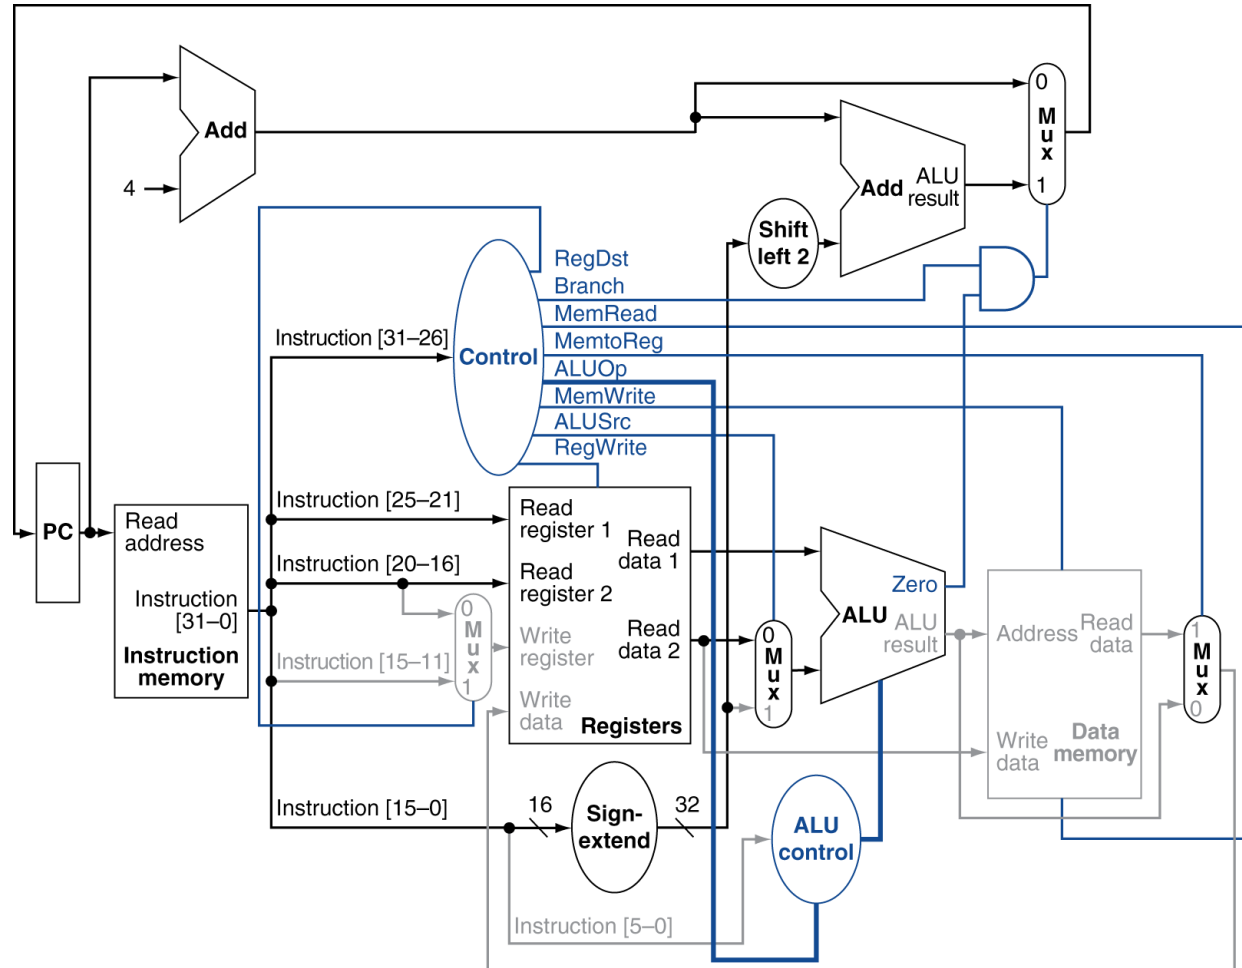 0
M
u
x
1
Add
4
Add
ALU
result
Shift
left 2
RegDst
Branch
MemRead
MemtoReg
ALUOp
MemWrite
ALUSrc
RegWrite
Instruction [31–26]
Control
PC
Read
address
Instruction
[31–0]
Instruction
memory
Instruction [25–21]
Instruction [20–16]
Instruction [15–11]
0
M
u
x
1
Read
register 1
Read
register 2
Write
register
Write
data
Read
data 1
Read
data 2
Registers
0
M
u
x
1
Zero
ALU
ALU
result
Address
Read
data
Write
data
Data
memory
1
M
u
x
0
Instruction [15–0]
16
Sign-
extend
32
ALU
control
Instruction [5–0]